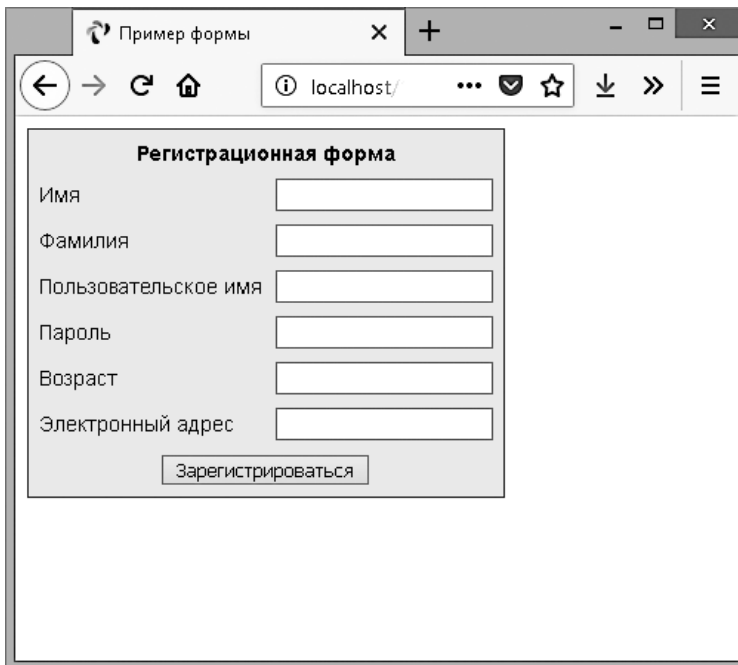 Пример формы
localhost/
Регистрационная форма
Имя
Фамилия
Пользовательское имя
Пароль
Возраст
Электронный адрес
Зарегистрироваться